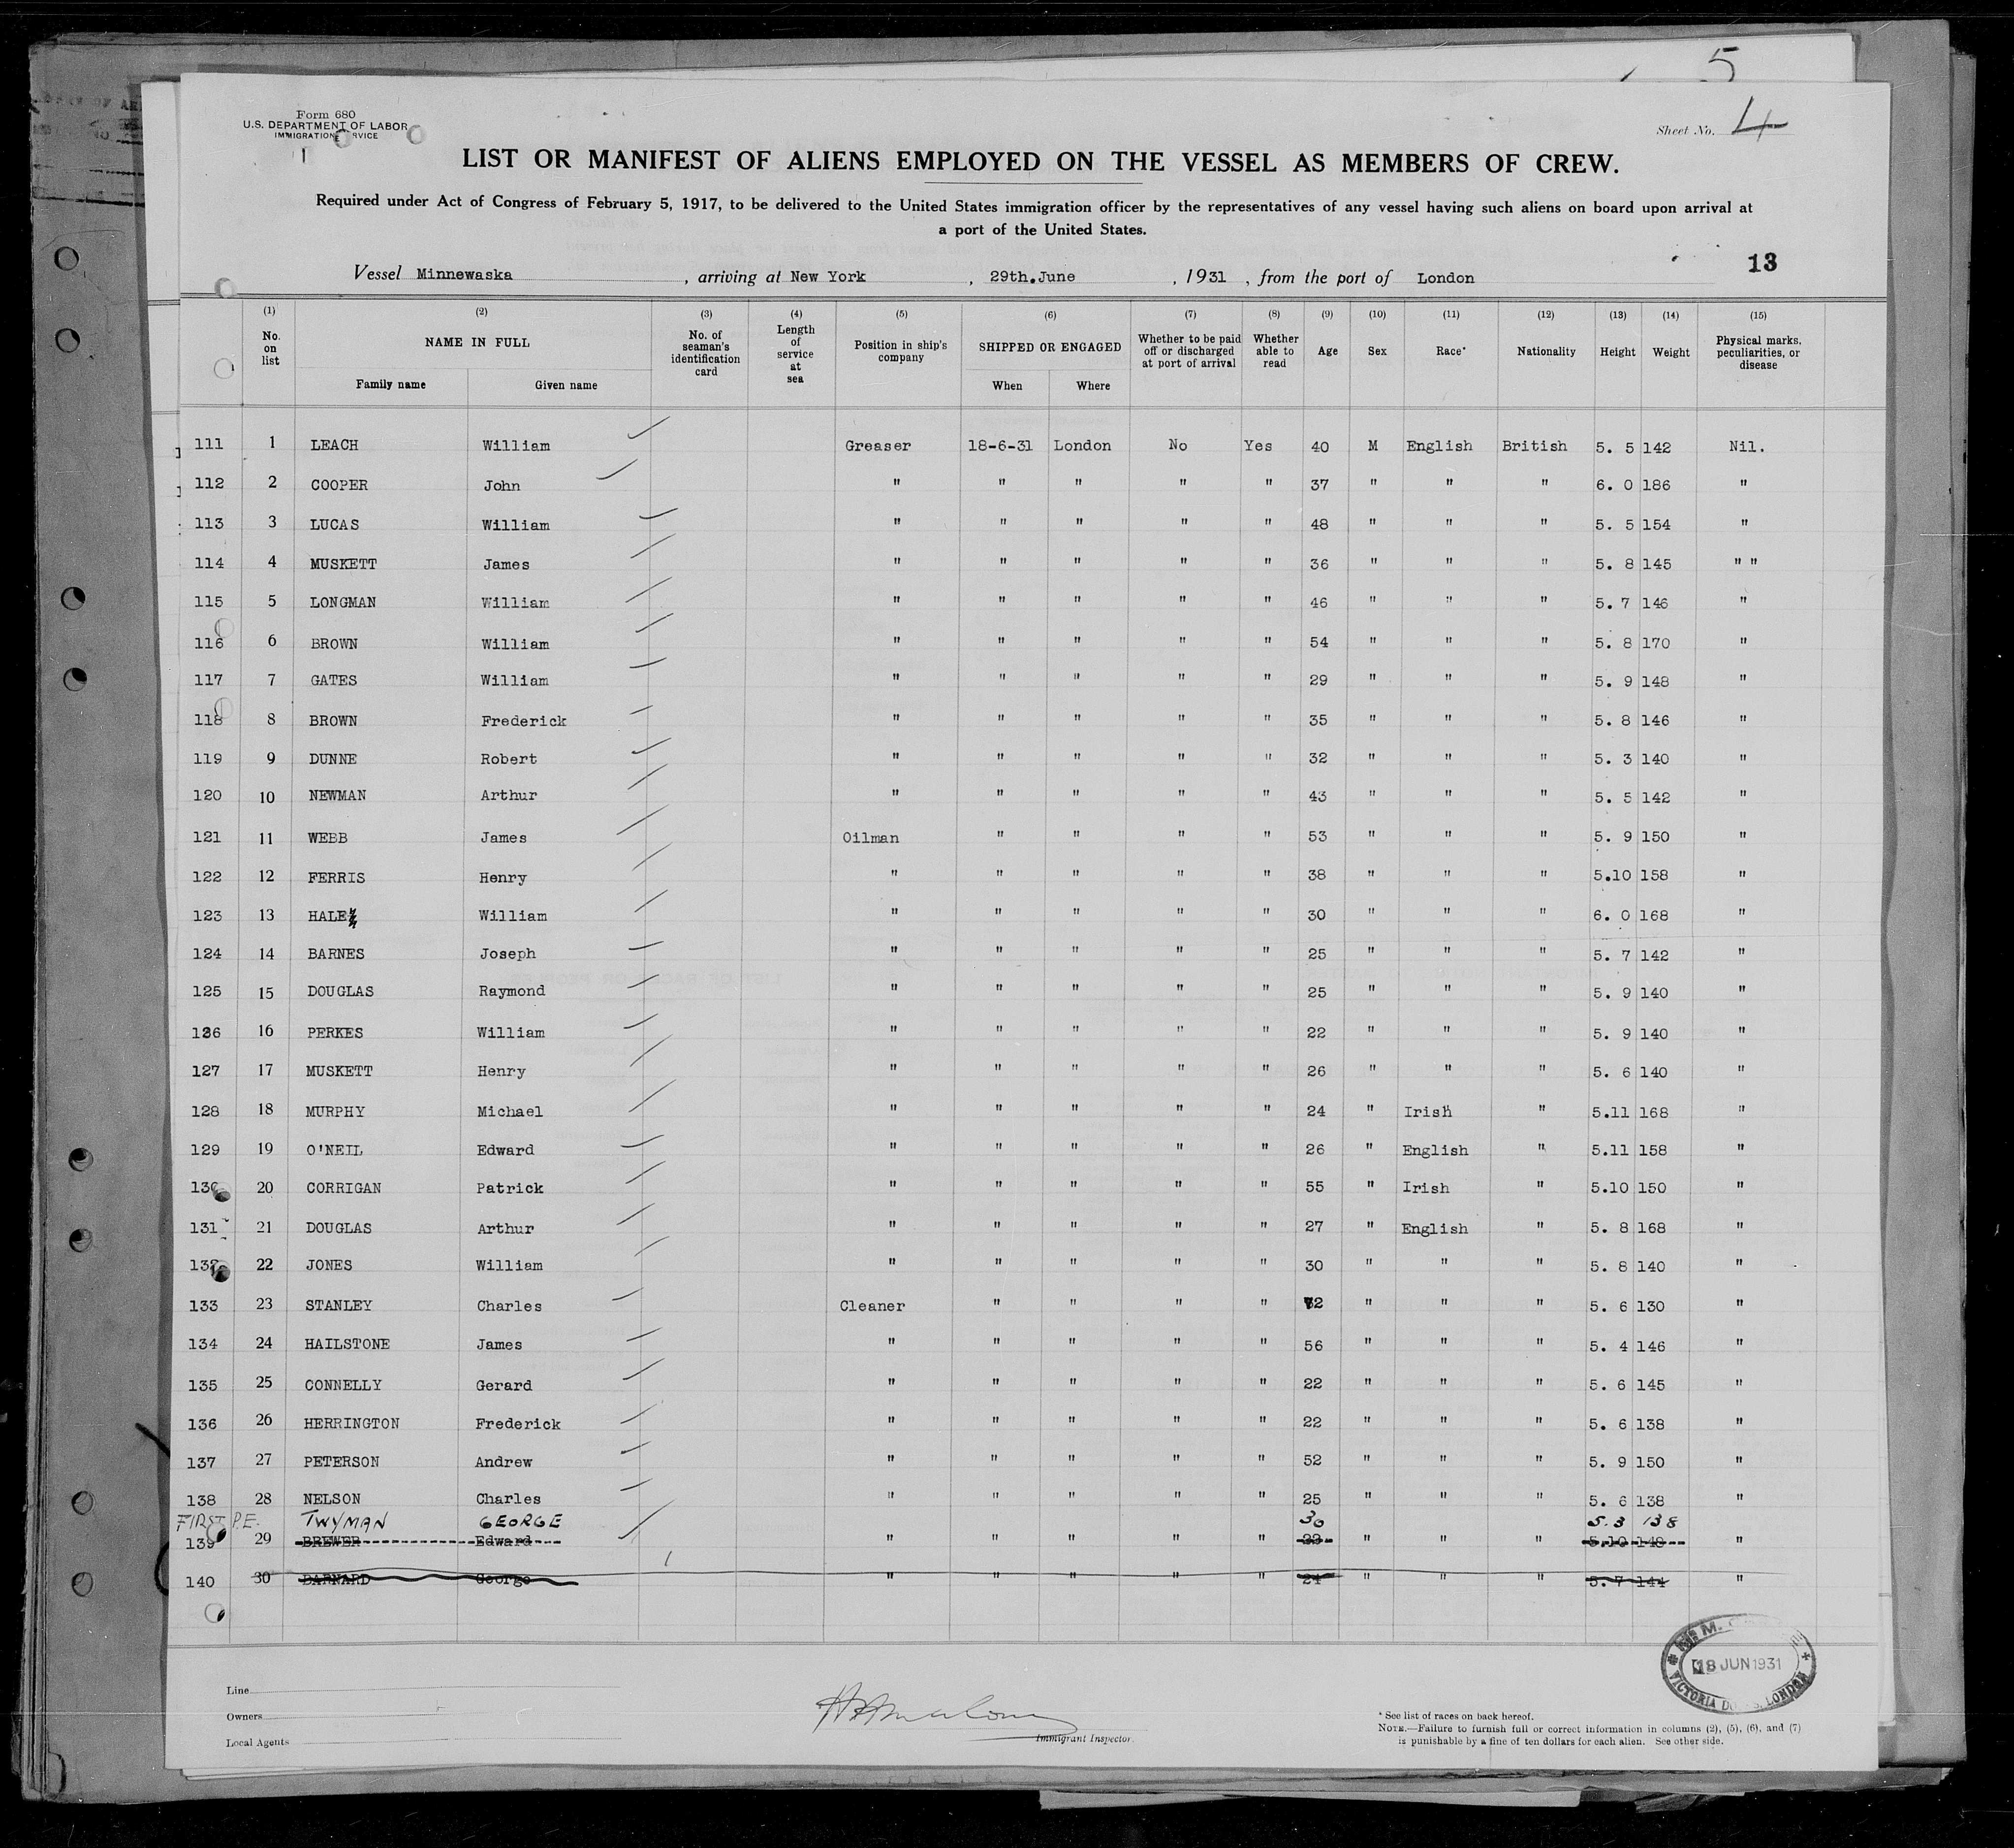 5
Form 680
U.S. DEPARTMENT OF LABOR
IMMIGRATION SERVICE
Sheet No. 4
LIST OR MANIFEST OF ALIENS EMPLOYED ON THE VESSEL AS MEMBERS OF CREW.
Required under Act of Congress of February 5, 1917, to be delivered to the United States immigration officer by the representatives of any vessel having such aliens on board upon arrival at
a port of the United States.
13
Vessel Minnewaska, arriving at New York, 29th.June, 1931, from the port of London
(1) (2) (3) (4) (5) (6) (7) (8) (9) (10) (11) (12) (13) (14) (15)
No. on list NAME IN FULL Family name Given name No. of seaman's identification card Length of service at sea Position in ship's company SHIPPED OR ENGAGED When Where Whether to be paid off or discharged at port of arrival Whether able to read Age Sex Race* Nationality Height Weight Physical marks, peculiarities, or disease
111 1 LEACH William Greaser 18-6-31 London No Yes 40 M English British 5. 5 142 Nil.
112 2 COOPER John " " " " " 37 " " " 6. 0 186 "
113 3 LUCAS William " " " " " 48 " " " 5. 5 154 "
114 4 MUSKETT James " " " " " 36 " " " 5. 8 145 " "
115 5 LONGMAN William " " " " " 46 " " " 5. 7 146 "
116 6 BROWN William " " " " " 54 " " " 5. 8 170 "
117 7 GATES William " " " " " 29 " " " 5. 9 148 "
118 8 BROWN Frederick " " " " " 35 " " " 5. 8 146 "
119 9 DUNNE Robert " " " " " 32 " " " 5. 3 140 "
120 10 NEWMAN Arthur " " " " " 43 " " " 5. 5 142 "
121 11 WEBB James Oilman " " " " 53 " " " 5. 9 150 "
122 12 FERRIS Henry " " " " " 38 " " " 5.10 158 "
123 13 HALE William " " " " " 30 " " " 6. 0 168 "
124 14 BARNES Joseph " " " " " 25 " " " 5. 7 142 "
125 15 DOUGLAS Raymond " " " " " 25 " " " 5. 9 140 "
126 16 PERKES William " " " " " 22 " " " 5. 9 140 "
127 17 MUSKETT Henry " " " " " 26 " " " 5. 6 140 "
128 18 MURPHY Michael " " " " " 24 " Irish " 5.11 168 "
129 19 O'NEIL Edward " " " " " 26 " English " 5.11 158 "
130 20 CORRIGAN Patrick " " " " " 55 " Irish " 5.10 150 "
131 21 DOUGLAS Arthur " " " " " 27 " English " 5. 8 168 "
132 22 JONES William " " " " " 30 " " " 5. 8 140 "
133 23 STANLEY Charles Cleaner " " " " " " " 5. 6 130 "
134 24 HAILSTONE James " " " " " 56 " " " 5. 4 146 "
135 25 CONNELLY Gerard " " " " " 22 " " " 5. 6 145 "
136 26 HERRINGTON Frederick " " " " " 22 " " " 5. 6 138 "
137 27 PETERSON Andrew " " " " " 52 " " " 5. 9 150 "
138 28 NELSON Charles " " " " " 25 " " " 5. 6 138 "
FIRST P.E. TWYMAN GEORGE 30 5.3 138
139 29 BREWER Edward " " " " " 23 " " " 5.10 148 "
140 30 BARNARD George " " " " " 24 " " " 5. 7 144 "
18 JUN 1931
VICTORIA DOCKS, LONDON
Line
Owners
Local Agents
Immigrant Inspector.
* See list of races on back hereof.
NOTE.—Failure to furnish full or correct information in columns (2), (5), (6), and (7)
is punishable by a fine of ten dollars for each alien. See other side.